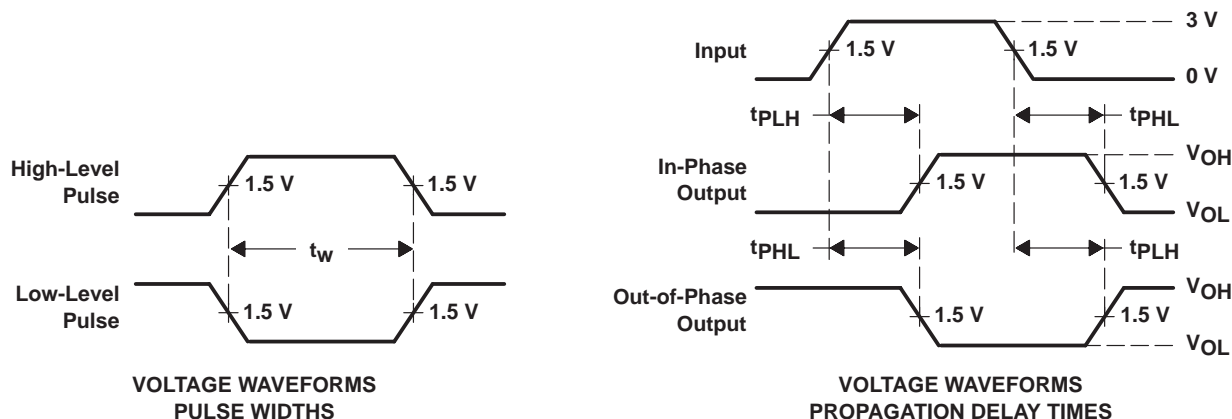 High-Level
Pulse
1.5 V
1.5 V
tw
Low-Level
Pulse
1.5 V
1.5 V
VOLTAGE WAVEFORMS
PULSE WIDTHS
Input
1.5 V
1.5 V
3 V
0 V
tPLH
tPHL
In-Phase
Output
1.5 V
1.5 V
VOH
VOL
tPHL
tPLH
Out-of-Phase
Output
1.5 V
1.5 V
VOH
VOL
VOLTAGE WAVEFORMS
PROPAGATION DELAY TIMES